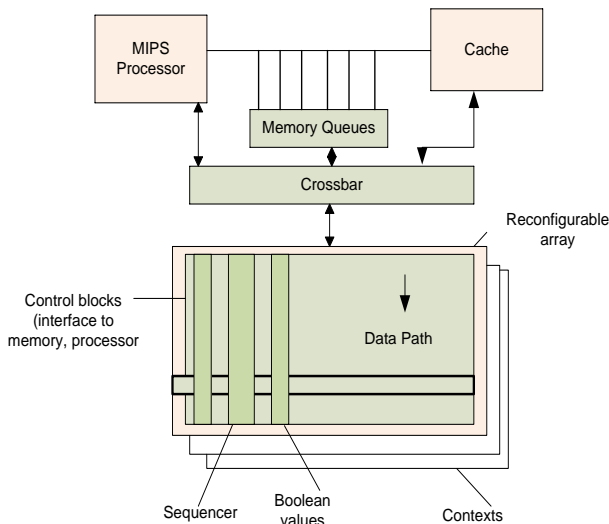 MIPS
Processor
Cache
Memory Queues
Crossbar
Reconfigurable
array
Control blocks
(interface to
memory, processor
Data Path
Sequencer
Boolean
values
Contexts